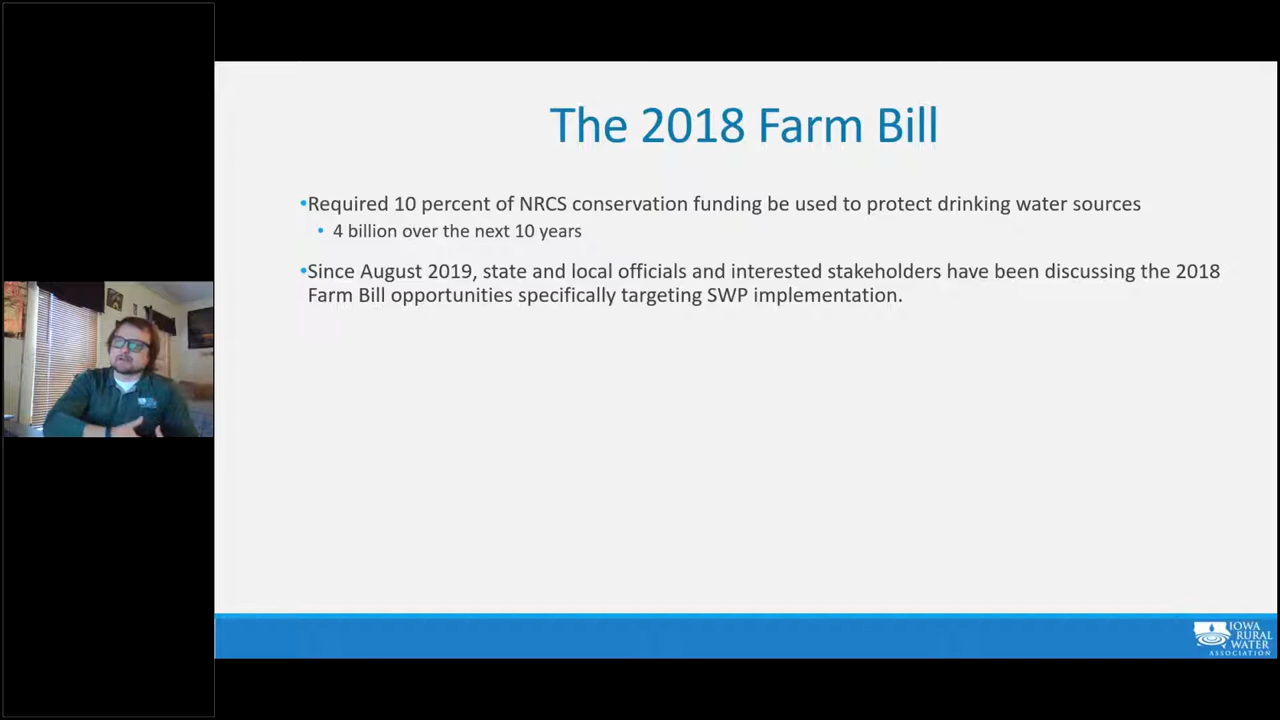 The 2018 Farm Bill
•Required 10 percent of NRCS conservation funding be used to protect drinking water sources
• 4 billion over the next 10 years
•Since August 2019, state and local officials and interested stakeholders have been discussing the 2018
Farm Bill opportunities specifically targeting SWP implementation.
IOWA
RURAL
WATER
ASSOCIATION